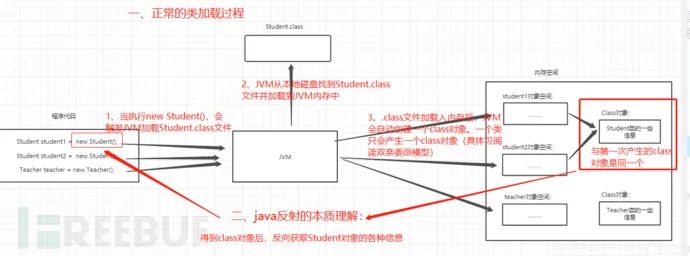 一、正常的类加载过程
Student.class
2、JVM从本地磁盘找到Student.class
文件并加载到JVM内存中
内存空间
程序代码
1、当执行new Student(),会
触发JVM加载Student.class文件
Student student1 = new Student();
Student student2 = new Student();
Teacher teacher = new Teacher();
JVM
3、.class文件加载入内存后,JVM
会自动创建一个class对象。一个类
只会产生一个class对象(具体可阅
读双亲委派模型)
student1对象空间:
........
student2对象空间:
........
teacher对象空间:
........
Class对象:
Student类的一些
信息
与第一次产生的class
对象是同一个
Class对象:
Teacher类的一些
信息
二、java反射的本质理解:
得到class对象后,反向获取Student对象的各种信息
REEBUF